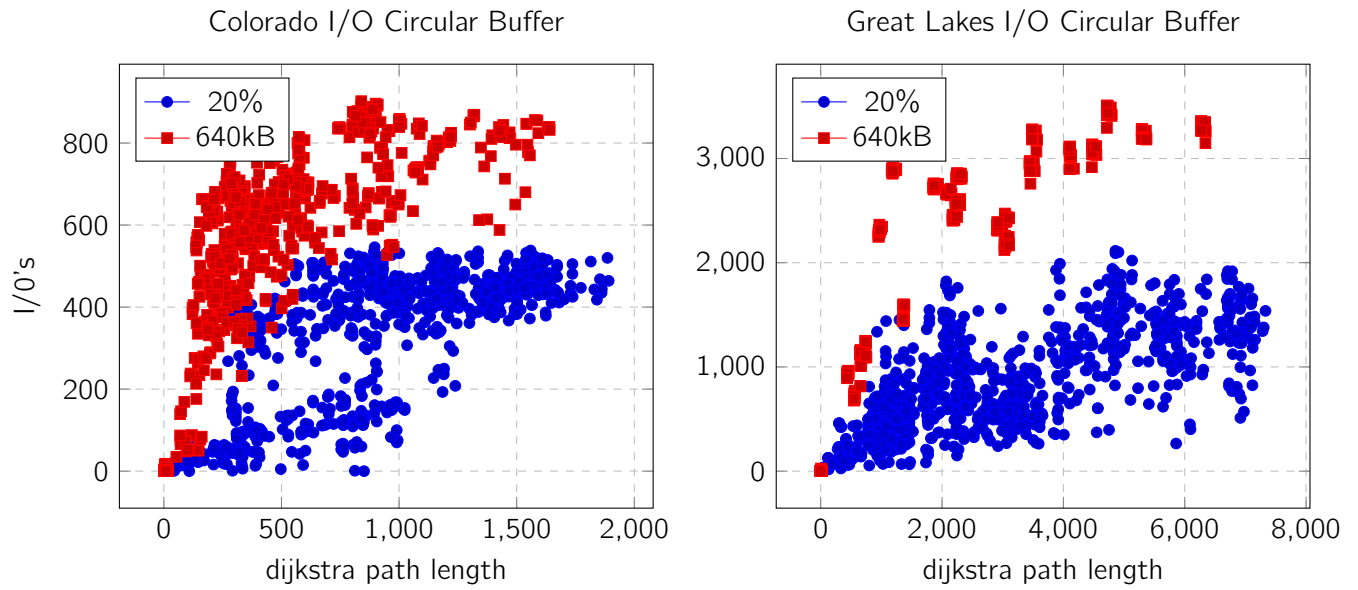 Colorado I/O Circular Buffer
20%
640kB
800
600
400
200
0
I/0's
0 500 1,000 1,500 2,000
dijkstra path length
Great Lakes I/O Circular Buffer
20%
640kB
3,000
2,000
1,000
0
0 2,000 4,000 6,000 8,000
dijkstra path length